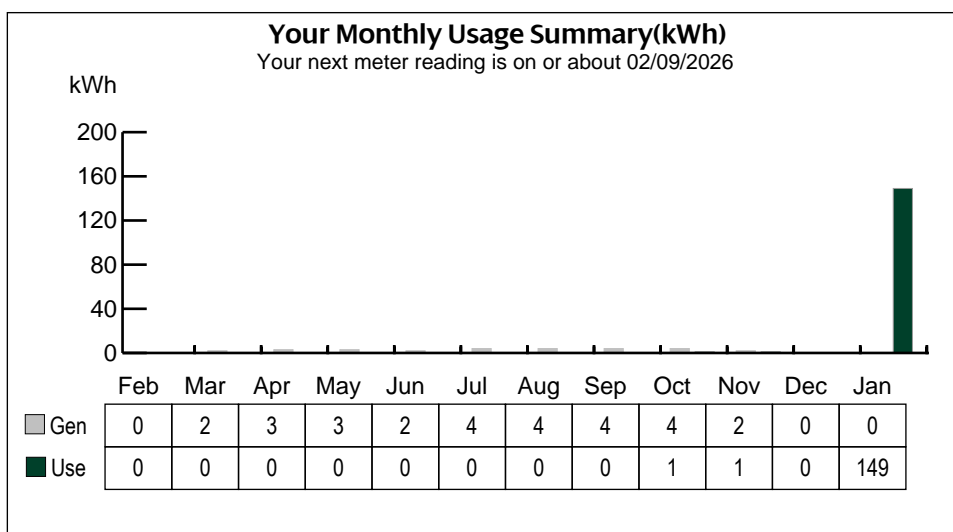 Your Monthly Usage Summary(kWh)
Your next meter reading is on or about 02/09/2026
kWh
200
160
120
80
40
0
Feb Mar Apr May Jun Jul Aug Sep Oct Nov Dec Jan
Gen 0 2 3 3 2 4 4 4 4 2 0 0
Use 0 0 0 0 0 0 0 0 1 1 0 149